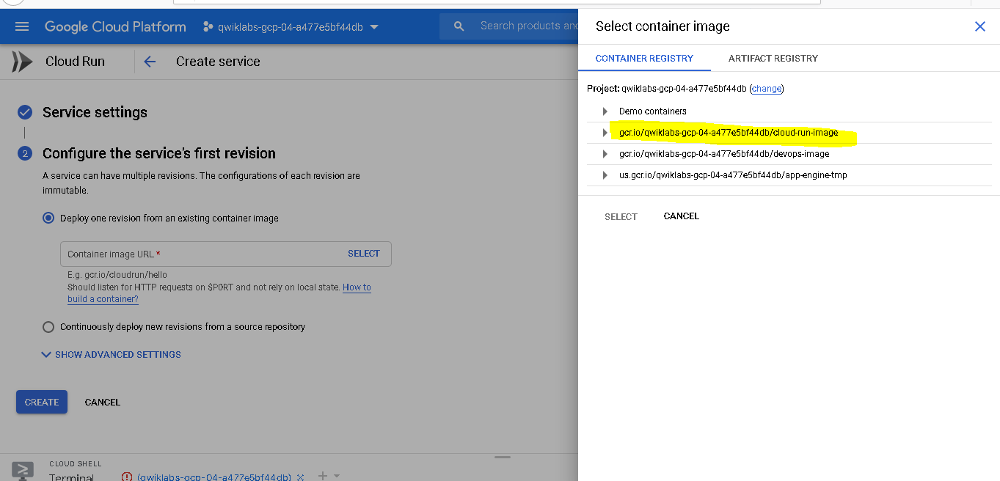 Google Cloud Platform
qwiklabs-gcp-04-a477e5bf44db
Search products and
Cloud Run
Create service
Service settings
2
Configure the service's first revision
A service can have multiple revisions. The configurations of each revision are
immutable.
Deploy one revision from an existing container image
Container image URL *
SELECT
E.g. gcr.io/cloudrun/hello
Should listen for HTTP requests on $PORT and not rely on local state. How to
build a container?
Continuously deploy new revisions from a source repository
SHOW ADVANCED SETTINGS
CREATE
CANCEL
CLOUD SHELL
Terminal
(qwiklabs-gcp-04-a477e5bf44db)
Select container image
CONTAINER REGISTRY
ARTIFACT REGISTRY
Project: qwiklabs-gcp-04-a477e5bf44db (change)
Demo containers
gcr.io/qwiklabs-gcp-04-a477e5bf44db/cloud-run-image
gcr.io/qwiklabs-gcp-04-a477e5bf44db/devops-image
us.gcr.io/qwiklabs-gcp-04-a477e5bf44db/app-engine-tmp
SELECT
CANCEL